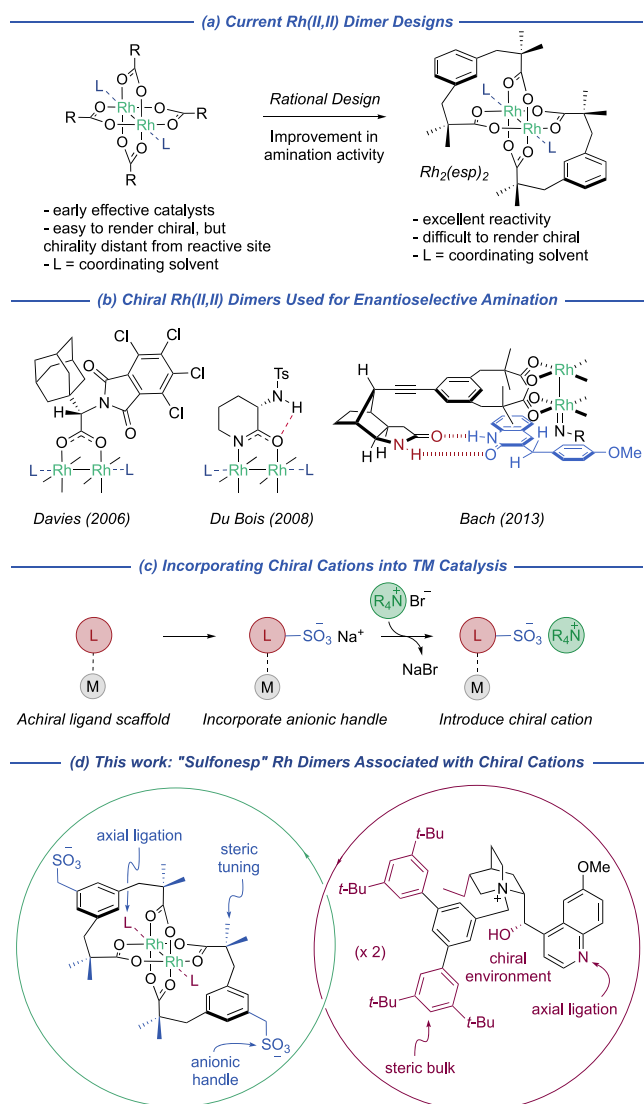 (a) Current Rh(II,II) Dimer Designs
R
L
O
O
R
O
Rh
O
O
Rh
O
R
O
O
L
R
Rational Design
Improvement in
amination activity
L
O
O
O
Rh
O
O
Rh
O
O
O
L
Rh2(esp)2
- early effective catalysts
- easy to render chiral, but
chirality distant from reactive site
- L = coordinating solvent
- excellent reactivity
- difficult to render chiral
- L = coordinating solvent
(b) Chiral Rh(II,II) Dimers Used for Enantioselective Amination
Cl
Cl
O
Cl
N
H
Cl
O
O
O
L
Rh
Rh
L
Davies (2006)
Ts
H
N
H
N
O
L
Rh
Rh
L
Du Bois (2008)
H
H
N
H
O
O
O
Rh
O
O
Rh
N
R
HN
O
H
H
OMe
Bach (2013)
(c) Incorporating Chiral Cations into TM Catalysis
L
M
Achiral ligand scaffold
L
SO3− Na+
M
Incorporate anionic handle
R4N+ Br−
NaBr
L
SO3− R4N+
M
Introduce chiral cation
(d) This work: "Sulfonesp" Rh Dimers Associated with Chiral Cations
SO3−
axial ligation
steric
tuning
L
O
O
O
Rh
O
O
Rh
O
O
O
L
anionic
handle
SO3−
t-Bu
t-Bu
(x 2)
t-Bu
t-Bu
steric bulk
N+
HO
H
chiral
environment
OMe
N
axial ligation